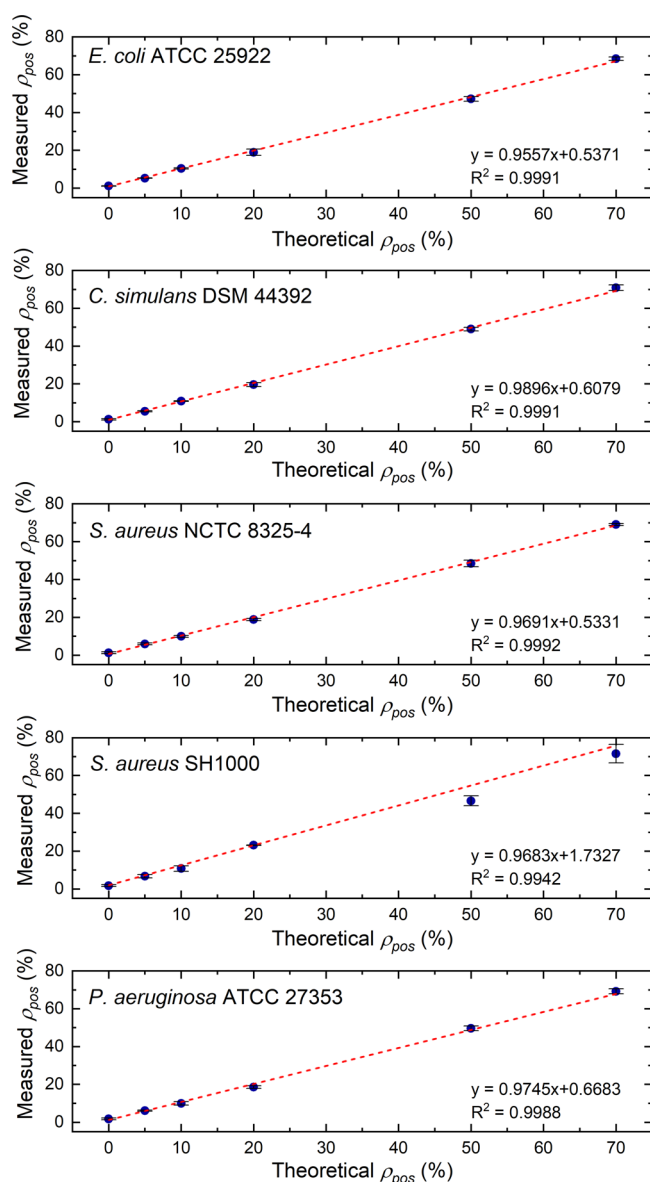 E. coli ATCC 25922
Measured ρpos (%)
80
60
40
20
0
y = 0.9557x+0.5371
R² = 0.9991
0 10 20 30 40 50 60 70
Theoretical ρpos (%)
C. simulans DSM 44392
Measured ρpos (%)
80
60
40
20
0
y = 0.9896x+0.6079
R² = 0.9991
0 10 20 30 40 50 60 70
Theoretical ρpos (%)
S. aureus NCTC 8325-4
Measured ρpos (%)
80
60
40
20
0
y = 0.9691x+0.5331
R² = 0.9992
0 10 20 30 40 50 60 70
Theoretical ρpos (%)
S. aureus SH1000
Measured ρpos (%)
80
60
40
20
0
y = 0.9683x+1.7327
R² = 0.9942
0 10 20 30 40 50 60 70
Theoretical ρpos (%)
P. aeruginosa ATCC 27353
Measured ρpos (%)
80
60
40
20
0
y = 0.9745x+0.6683
R² = 0.9988
0 10 20 30 40 50 60 70
Theoretical ρpos (%)